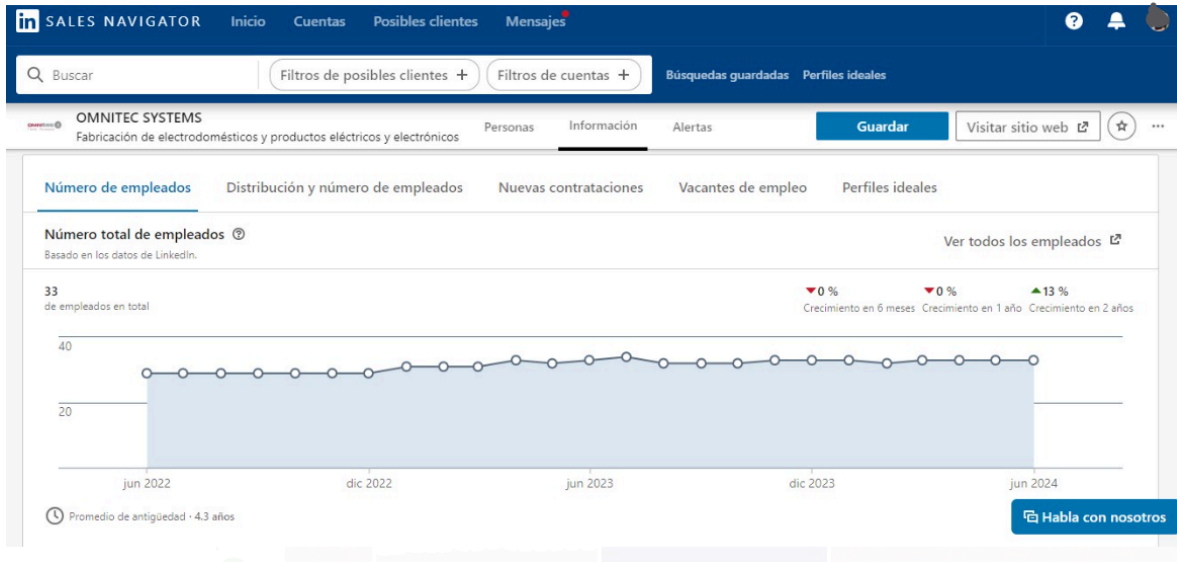 in SALES NAVIGATOR Inicio Cuentas Posibles clientes Mensajes
Buscar Filtros de posibles clientes + Filtros de cuentas + Búsquedas guardadas Perfiles ideales
OMNITEC SYSTEMS
Fabricación de electrodomésticos y productos eléctricos y electrónicos
Personas Información Alertas Guardar Visitar sitio web
Número de empleados Distribución y número de empleados Nuevas contrataciones Vacantes de empleo Perfiles ideales
Número total de empleados
Ver todos los empleados
Basado en los datos de LinkedIn.
33 ▼0 % ▼0 % ▲13 %
de empleados en total Crecimiento en 6 meses Crecimiento en 1 año Crecimiento en 2 años
40
20
jun 2022 dic 2022 jun 2023 dic 2023 jun 2024
Promedio de antigüedad · 4.3 años
Habla con nosotros